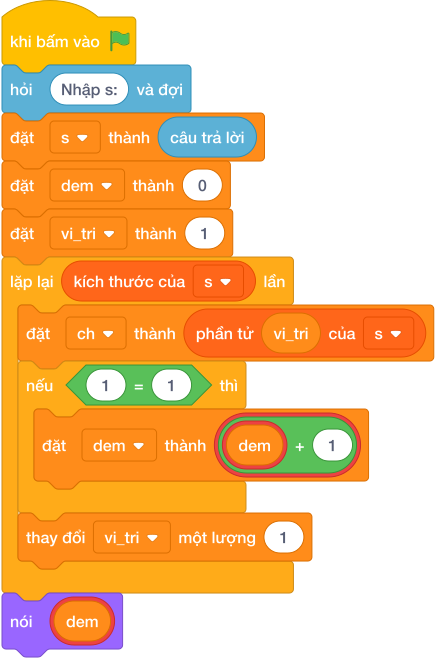 khi bấm vào
hỏi Nhập s: và đợi
đặt s thành câu trả lời
đặt dem thành 0
đặt vi_tri thành 1
lặp lại kích thước của s lần
đặt ch thành phần tử vi_tri của s
nếu 1 = 1 thì
đặt dem thành dem + 1
thay đổi vi_tri một lượng 1
nói dem